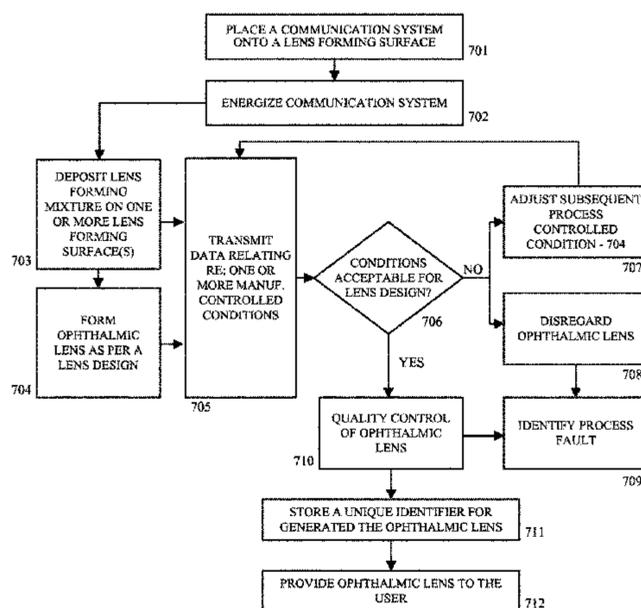 PLACE A COMMUNICATION SYSTEM
ONTO A LENS FORMING SURFACE
701
ENERGIZE COMMUNICATION SYSTEM
702
DEPOSIT LENS
FORMING
MIXTURE ON ONE
OR MORE LENS
FORMING
SURFACE(S)
703
FORM
OPHTHALMIC
LENS AS PER A
LENS DESIGN
704
TRANSMIT
DATA RELATING
RE; ONE OR
MORE MANUF.
CONTROLLED
CONDITIONS
705
CONDITIONS
ACCEPTABLE FOR
LENS DESIGN?
706
NO
YES
ADJUST SUBSEQUENT
PROCESS
CONTROLLED
CONDITION - 704
707
DISREGARD
OPHTHALMIC LENS
708
IDENTIFY PROCESS
FAULT
709
QUALITY CONTROL
OF OPHTHALMIC
LENS
710
STORE A UNIQUE IDENTIFIER FOR
GENERATED THE OPHTHALMIC LENS
711
PROVIDE OPHTHALMIC LENS TO THE
USER
712